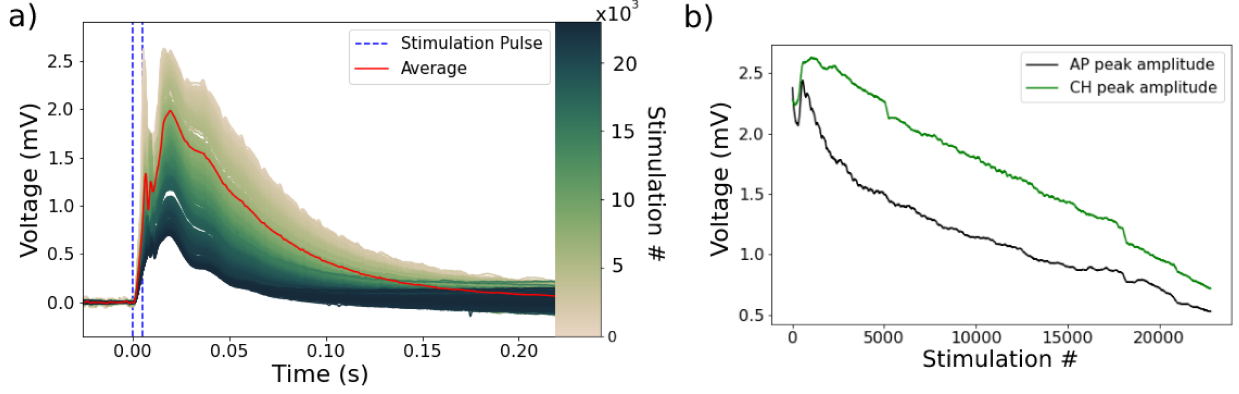 a)
Stimulation Pulse
Average
Voltage (mV)
2.5
2.0
1.5
1.0
0.5
0.0
0.00
0.05
0.10
0.15
0.20
Time (s)
x10³
20
15
10
5
0
Stimulation #
b)
AP peak amplitude
CH peak amplitude
Voltage (mV)
2.5
2.0
1.5
1.0
0.5
0
5000
10000
15000
20000
Stimulation #